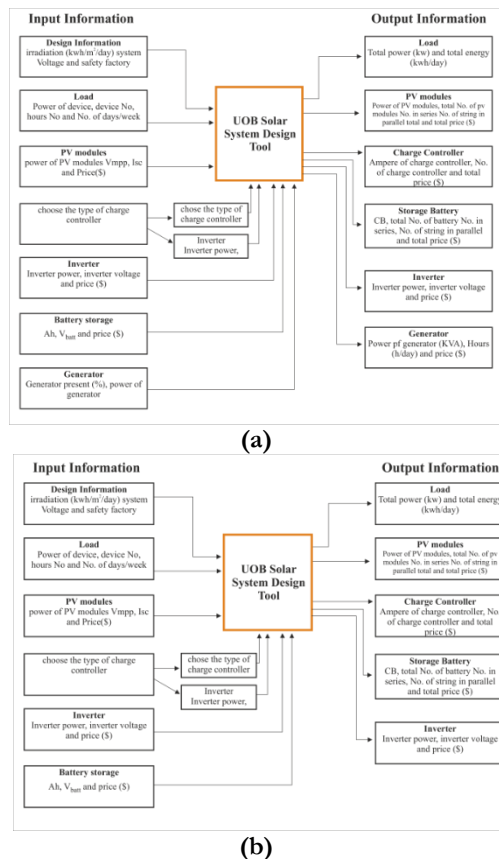 Input Information
Output Information
Design Information
irradiation (kwh/m²/day) system
Voltage and safety factory
Load
Power of device, device No,
hours No and No. of days/week
PV modules
power of PV modules Vmpp, Isc
and Price($)
choose the type of charge
controller
chose the type of
charge controller
Inverter
Inverter power,
Inverter
Inverter power, inverter voltage
and price ($)
Battery storage
Ah, Vbatt and price ($)
Generator
Generator present (%), power of
generator
UOB Solar
System Design
Tool
Load
Total power (kw) and total energy
(kwh/day)
PV modules
Power of PV modules, total No. of pv
modules No. in series No. of string in
parallel total and total price ($)
Charge Controller
Ampere of charge controller, No.
of charge controller and total
price ($)
Storage Battery
CB, total No. of battery No. in
series, No. of string in parallel
and total price ($)
Inverter
Inverter power, inverter voltage
and price ($)
Generator
Power pf generator (KVA), Hours
(h/day) and price ($)
(a)
Input Information
Output Information
Design Information
irradiation (kwh/m²/day) system
Voltage and safety factory
Load
Power of device, device No,
hours No and No. of days/week
PV modules
power of PV modules Vmpp, Isc
and Price($)
choose the type of charge
controller
chose the type of
charge controller
Inverter
Inverter power,
Inverter
Inverter power, inverter voltage
and price ($)
Battery storage
Ah, Vbatt and price ($)
UOB Solar
System Design
Tool
Load
Total power (kw) and total energy
(kwh/day)
PV modules
Power of PV modules, total No. of pv
modules No. in series No. of string in
parallel total and total price ($)
Charge Controller
Ampere of charge controller, No.
of charge controller and total
price ($)
Storage Battery
CB, total No. of battery No. in
series, No. of string in parallel
and total price ($)
Inverter
Inverter power, inverter voltage
and price ($)
(b)